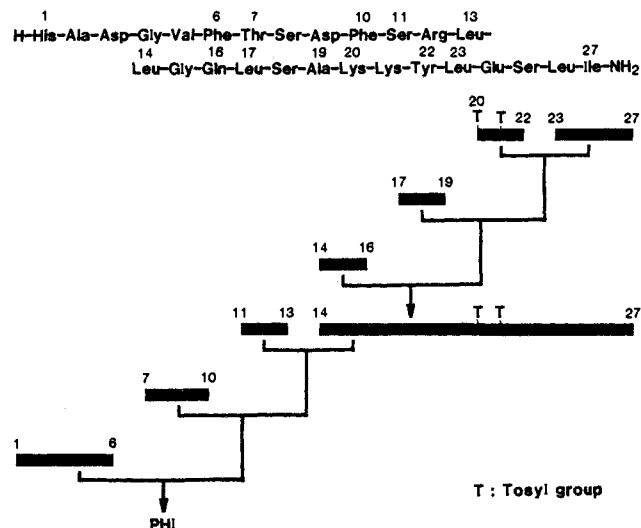 1 6 7 10 11 13
H-His-Ala-Asp-Gly-Val-Phe-Thr-Ser-Asp-Phe-Ser-Arg-Leu-
14 16 17 19 20 22 23 27
Leu-Gly-Gln-Leu-Ser-Ala-Lys-Lys-Tyr-Leu-Glu-Ser-Leu-Ile-NH2
20
T T 22 23 27
17 19
14 16
11 13 14 T T 27
7 10
1 6
T : Tosyl group
PHI